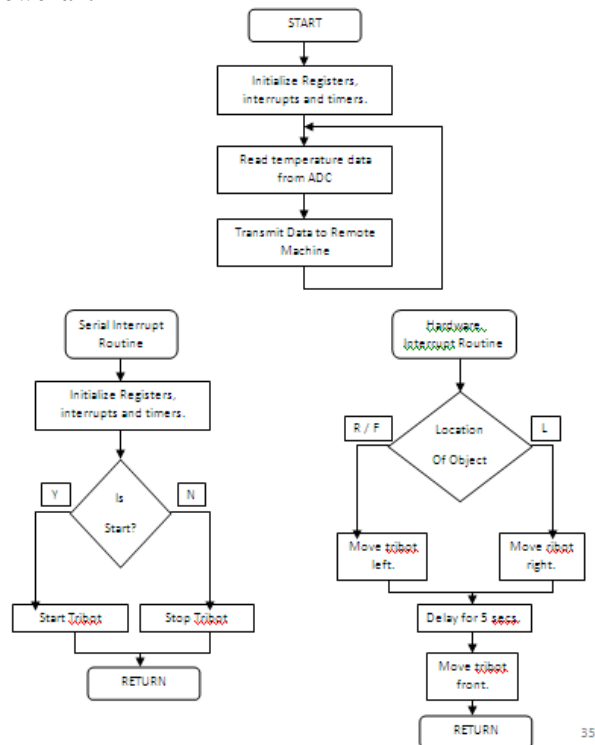 START
Initialize Registers,
interrupts and timers.
Read temperature data
from ADC
Transmit Data to Remote
Machine
Serial Interrupt
Routine
Initialize Registers,
interrupts and timers.
Y
N
Is
Start?
Start Tribot
Stop Tribot
RETURN
Hardware
Interrupt Routine
R / F
L
Location
Of Object
Move tribot
left.
Move ribot
right.
Delay for 5 secs.
Move tribot
front.
RETURN
35